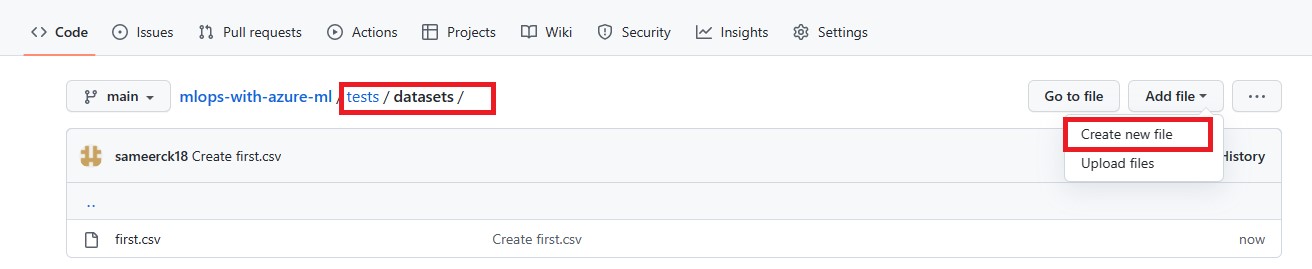 Code Issues Pull requests Actions Projects Wiki Security Insights Settings
main mlops-with-azure-ml / tests / datasets / Go to file Add file ...
Create new file
sameerck18 Create first.csv History
Upload files
..
first.csv Create first.csv now